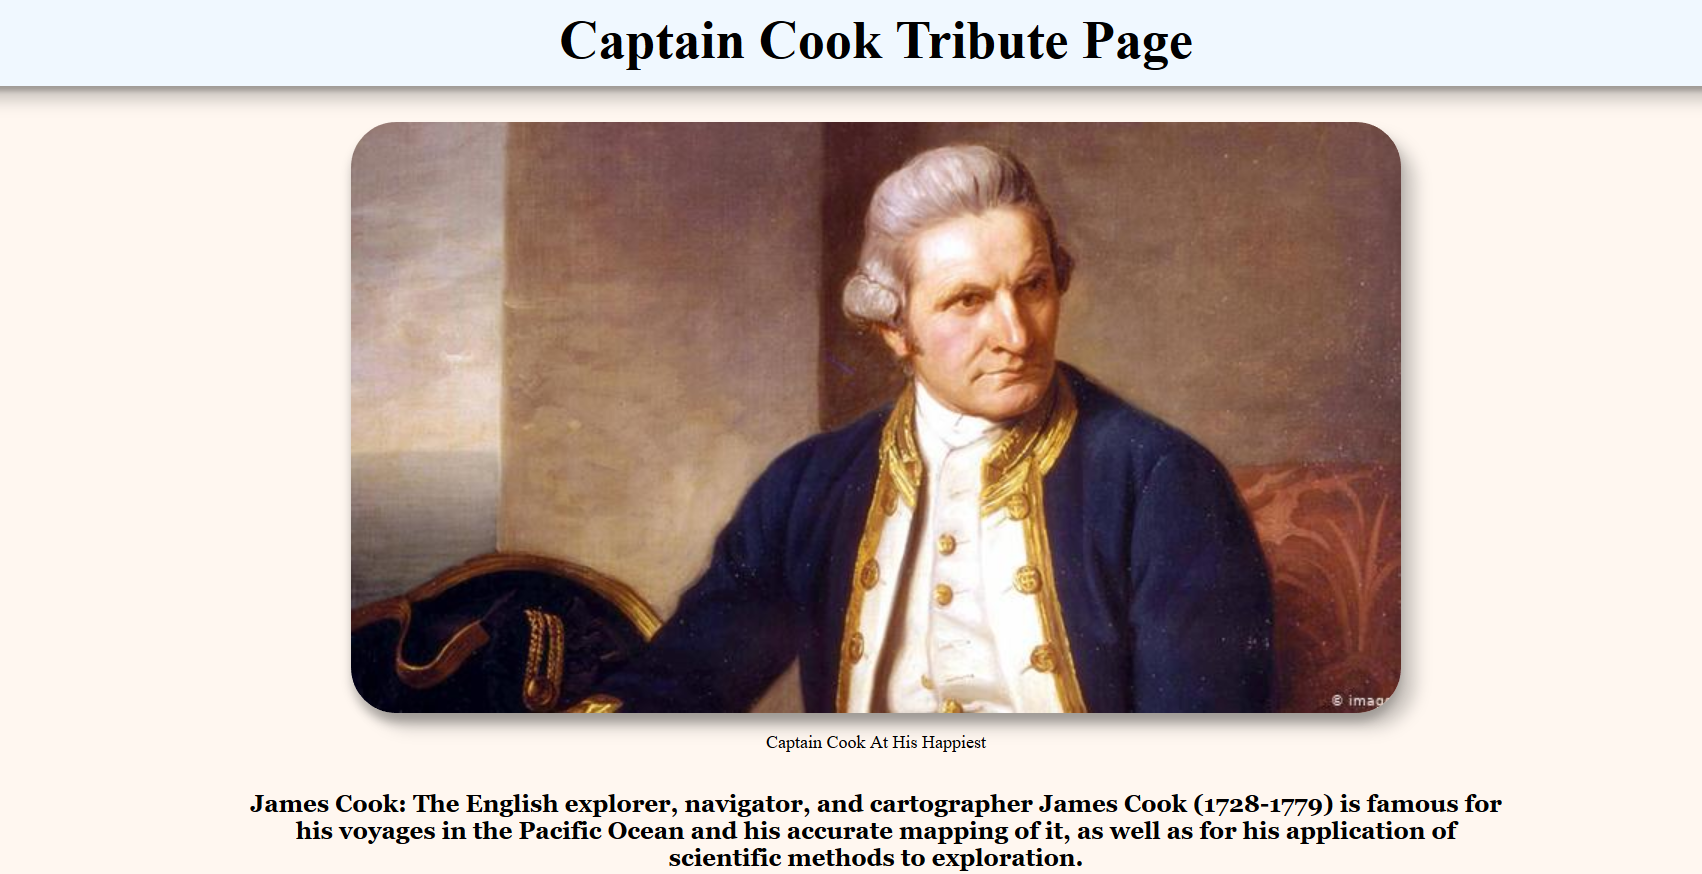 Captain Cook Tribute Page
© imag
Captain Cook At His Happiest
James Cook: The English explorer, navigator, and cartographer James Cook (1728-1779) is famous for
his voyages in the Pacific Ocean and his accurate mapping of it, as well as for his application of
scientific methods to exploration.